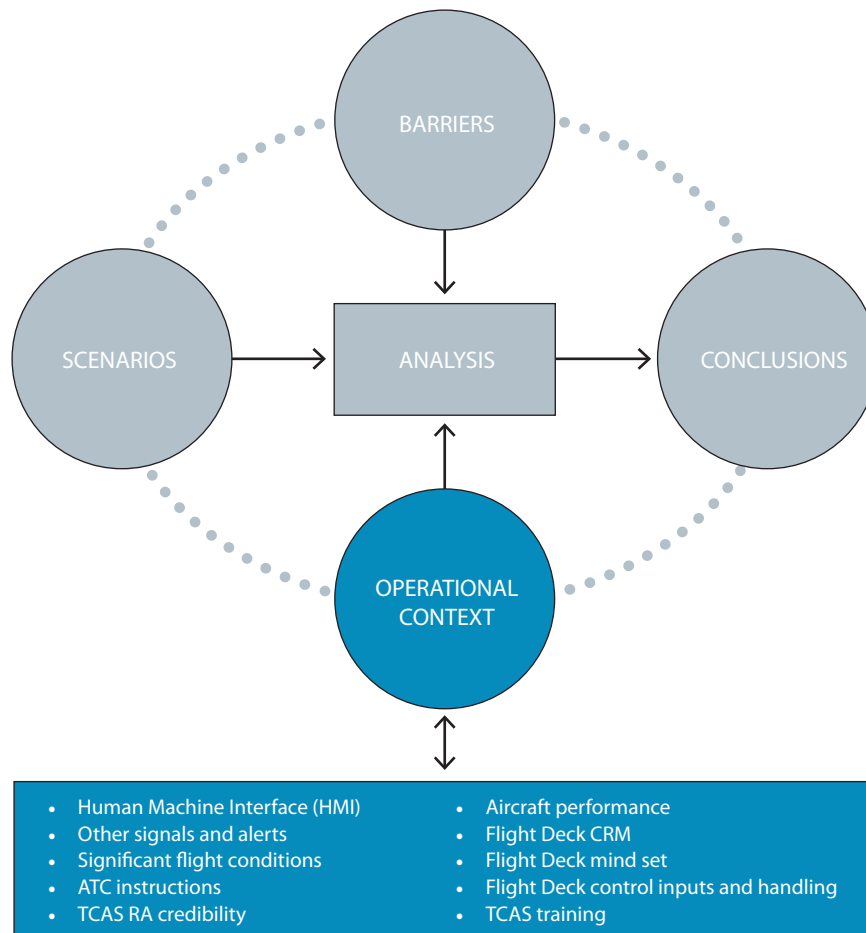 BARRIERS
SCENARIOS
ANALYSIS
CONCLUSIONS
OPERATIONAL
CONTEXT
• Human Machine Interface (HMI)
• Other signals and alerts
• Significant flight conditions
• ATC instructions
• TCAS RA credibility
• Aircraft performance
• Flight Deck CRM
• Flight Deck mind set
• Flight Deck control inputs and handling
• TCAS training